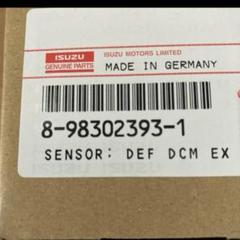 ISUZU
GENUINE PARTS
ISUZU MOTORS LIMITED
MADE IN GERMANY
8-98302393-1
SENSOR; DEF DCM EX